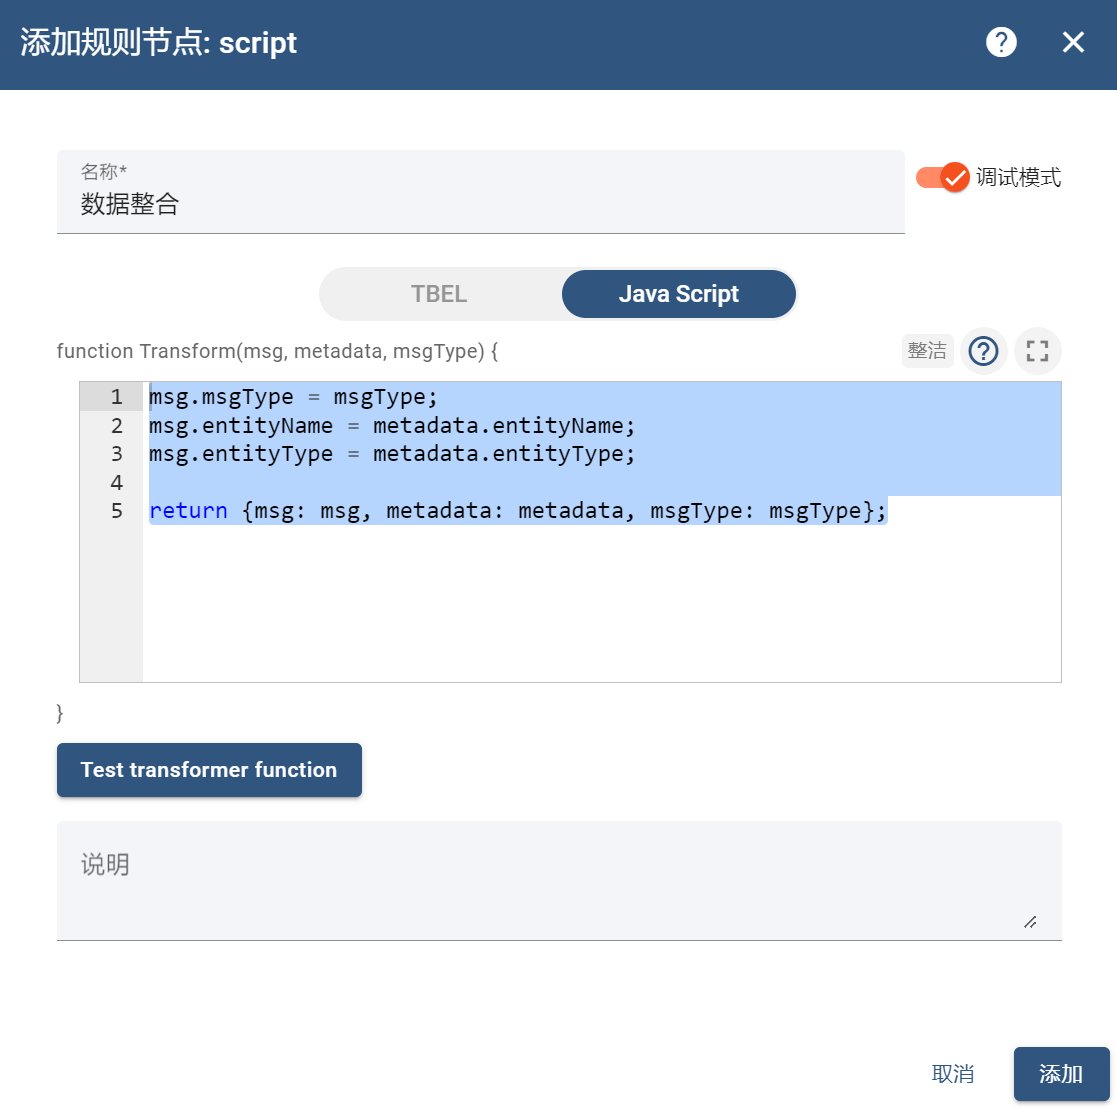 添加规则节点: script
名称*
数据整合
调试模式
TBEL
Java Script
function Transform(msg, metadata, msgType) {
整洁
1 msg.msgType = msgType;
2 msg.entityName = metadata.entityName;
3 msg.entityType = metadata.entityType;
4
5 return {msg: msg, metadata: metadata, msgType: msgType};
}
Test transformer function
说明
取消
添加